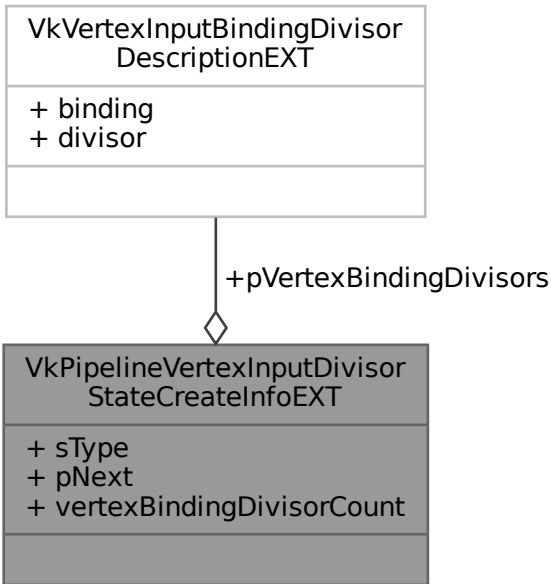 VkVertexInputBindingDivisor
DescriptionEXT
+ binding
+ divisor
+pVertexBindingDivisors
VkPipelineVertexInputDivisor
StateCreateInfoEXT
+ sType
+ pNext
+ vertexBindingDivisorCount